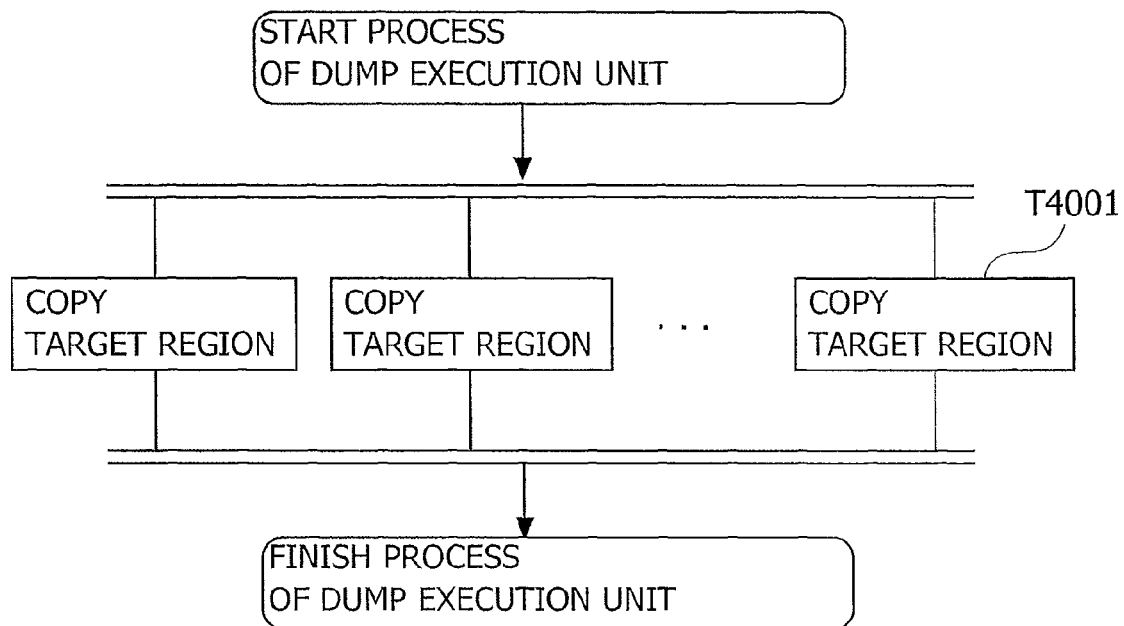 START PROCESS
OF DUMP EXECUTION UNIT
T4001
COPY
TARGET REGION
COPY
TARGET REGION
. . .
COPY
TARGET REGION
FINISH PROCESS
OF DUMP EXECUTION UNIT